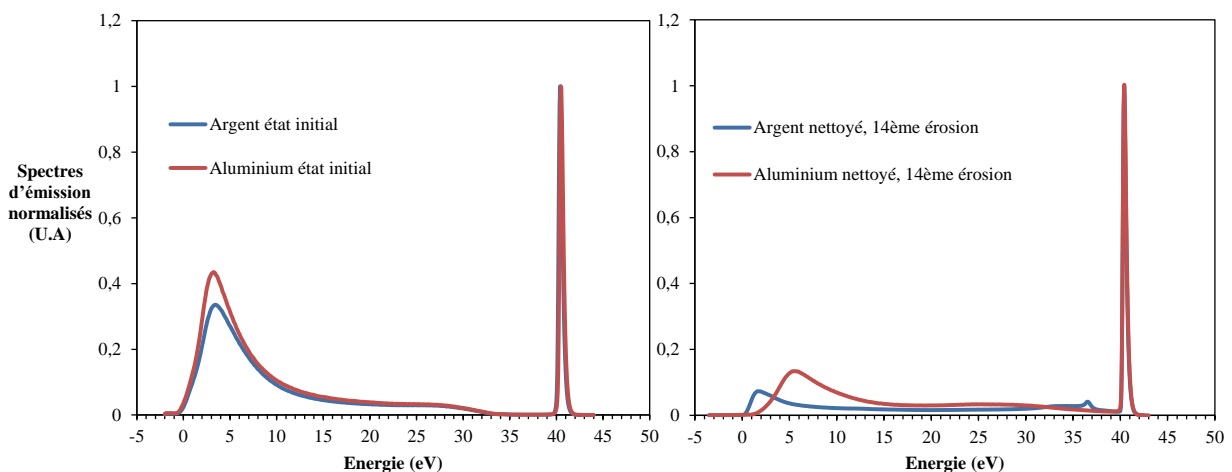 1,2
1
0,8
0,6
0,4
0,2
0
Spectres
d’émission
normalisés
(U.A)
Argent état initial
Aluminium état initial
-5 0 5 10 15 20 25 30 35 40 45 50
Energie (eV)
1,2
1
0,8
0,6
0,4
0,2
0
Argent nettoyé, 14ème érosion
Aluminium nettoyé, 14ème érosion
-5 0 5 10 15 20 25 30 35 40 45 50
Energie (eV)